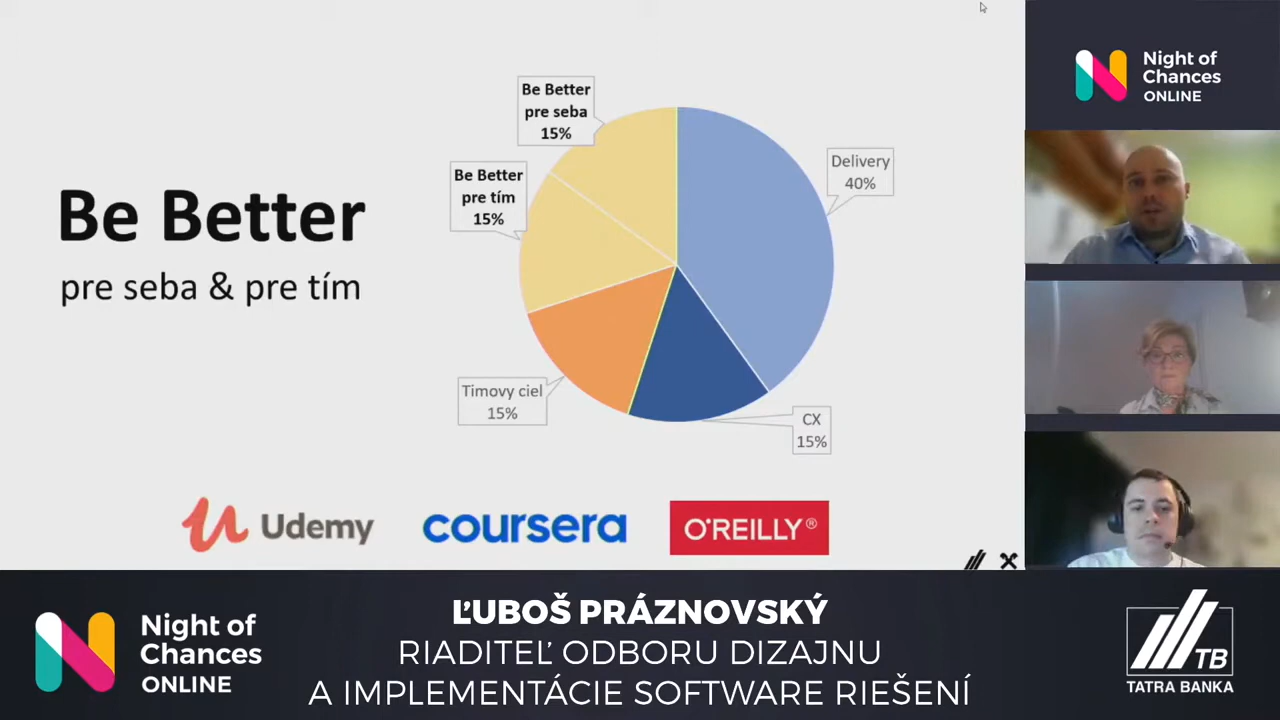 Be Better
pre seba & pre tím
Be Better
pre seba
15%
Be Better
pre tím
15%
Delivery
40%
Timovy ciel
15%
CX
15%
Udemy
coursera
O'REILLY®
Night of
Chances
ONLINE
Night of
Chances
ONLINE
ĽUBOŠ PRÁZNOVSKÝ
RIADITEĽ ODBORU DIZAJNU
A IMPLEMENTÁCIE SOFTWARE RIEŠENÍ
TB
TATRA BANKA